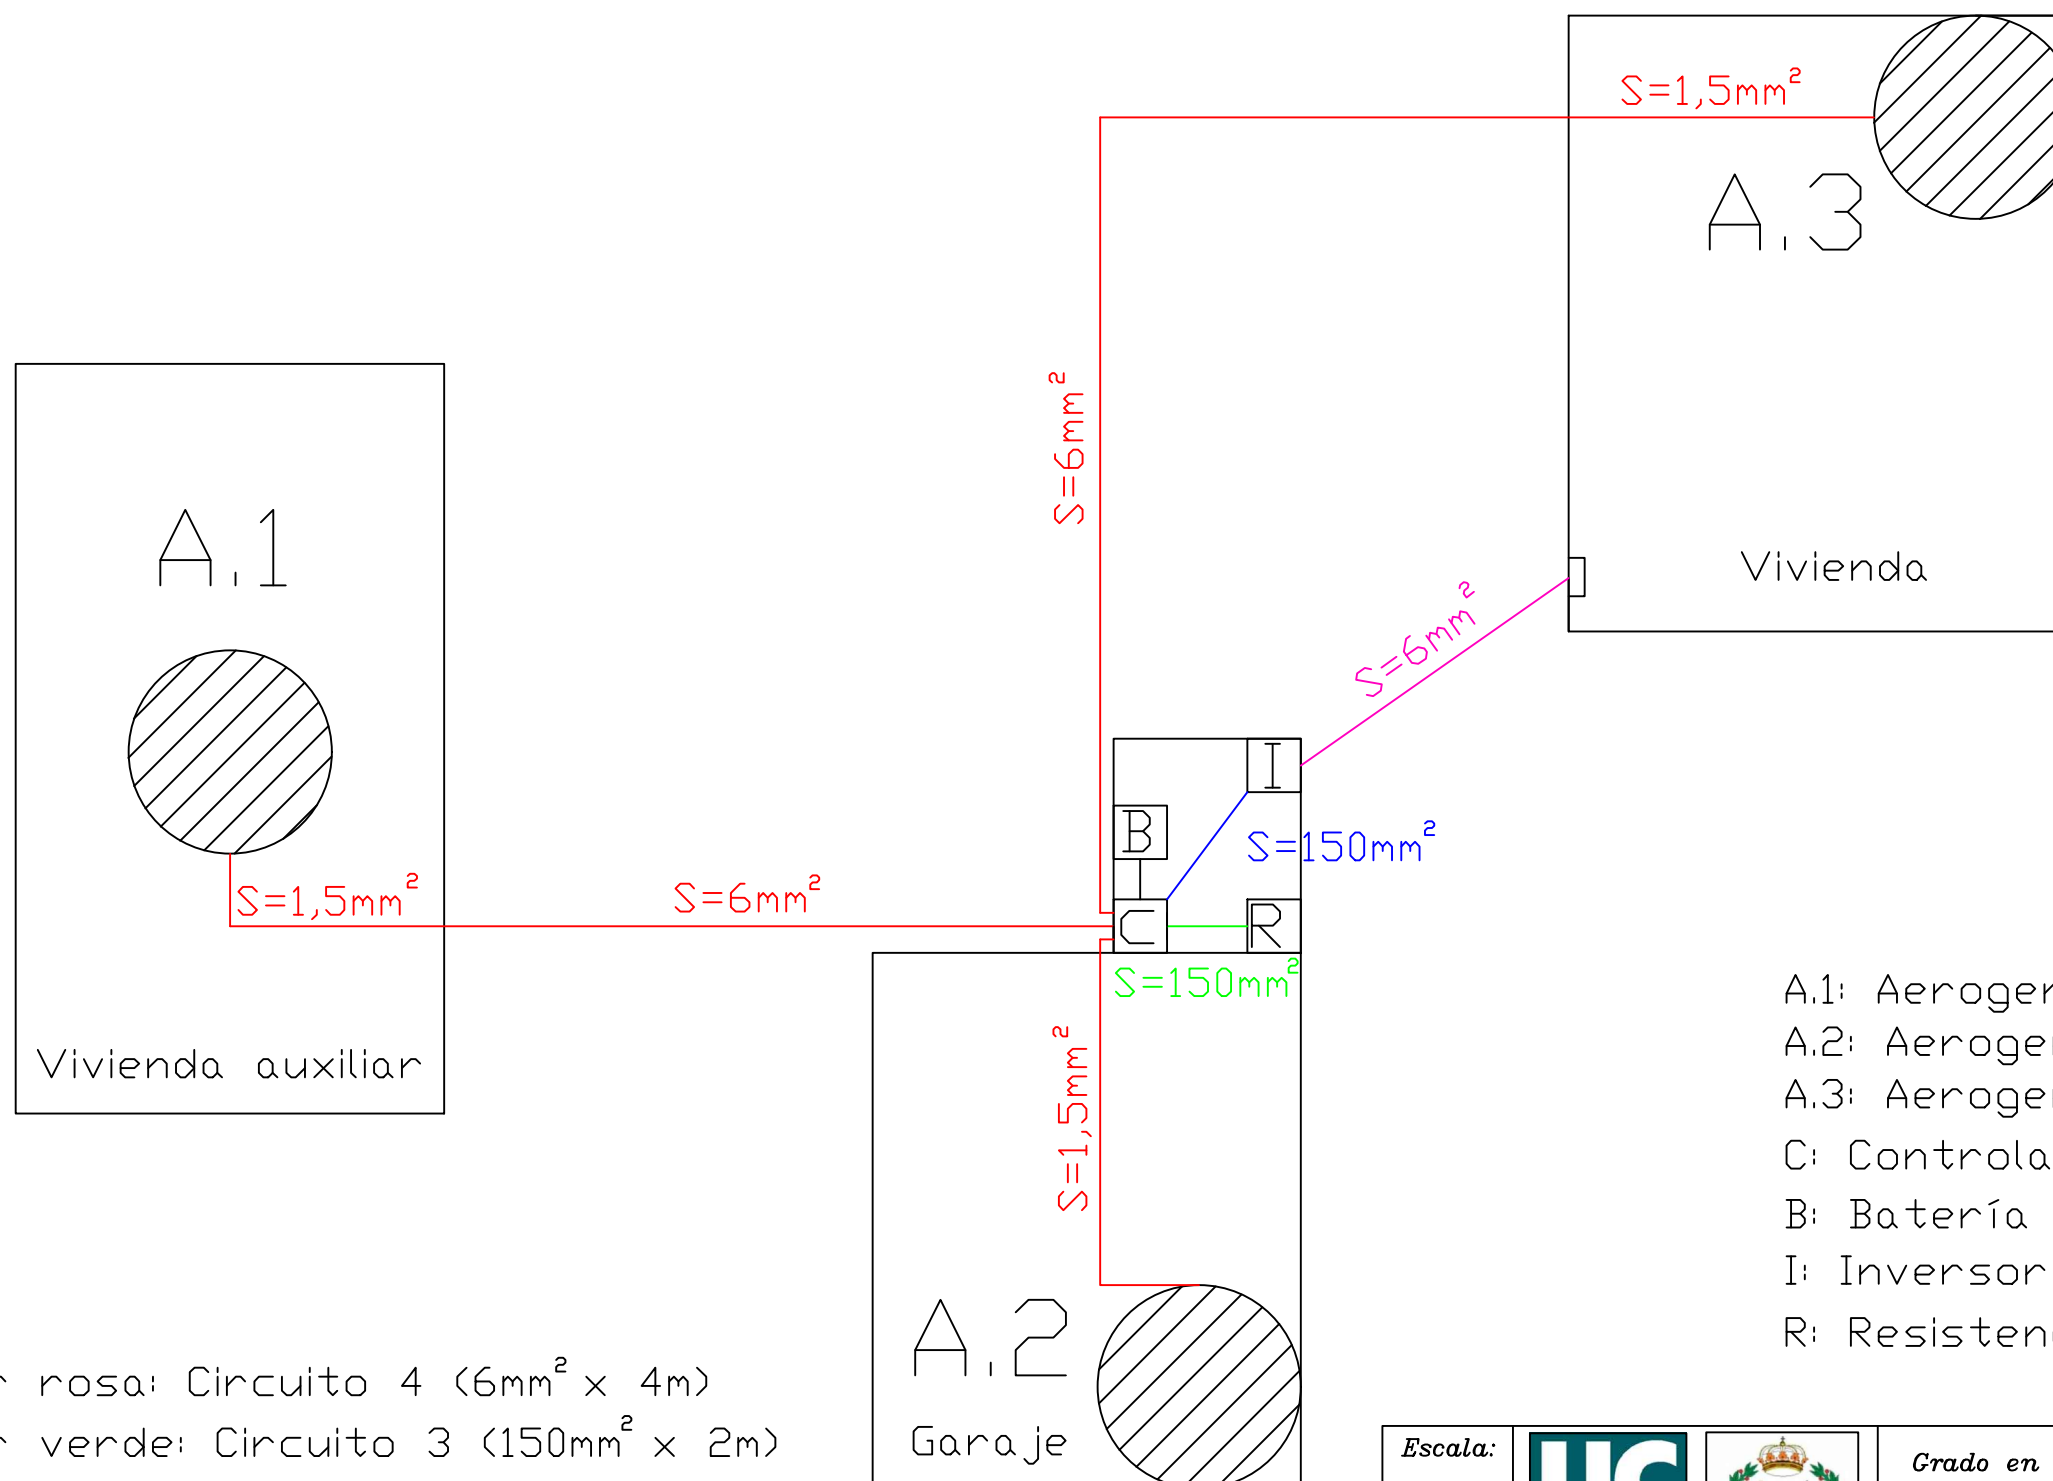 S=1,5mm²
A.3
S=6mm²
A.1
Vivienda
S=6mm²
I
B
S=150mm²
S=1,5mm²
S=6mm²
C
R
S=150mm²
Vivienda auxiliar
S=1,5mm²
A.1: Aeroger
A.2: Aeroge
A.3: Aeroge
C: Controla
B: Batería
I: Inversor
R: Resisten
A.2
Garaje
r rosa: Circuito 4 (6mm² x 4m)
r verde: Circuito 3 (150mm² x 2m)
Escala:
UC
Grado en